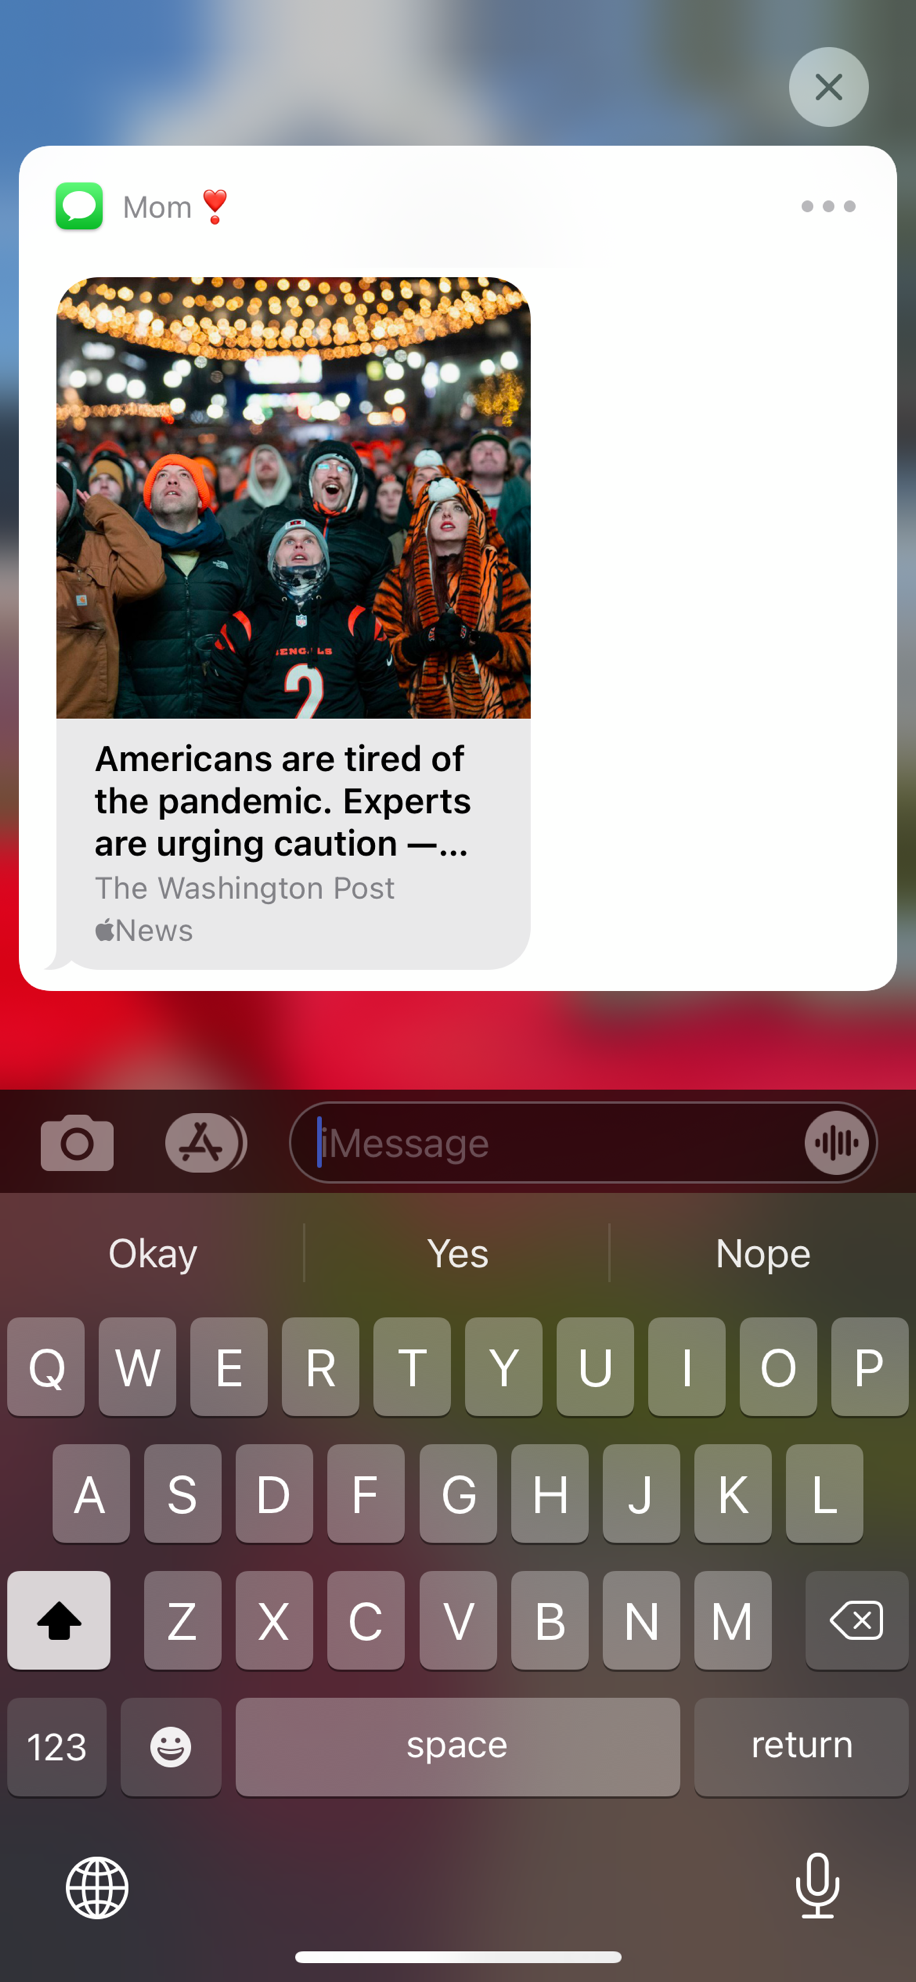 Mom❣️
BENGALS
2
Americans are tired of
the pandemic. Experts
are urging caution —...
The Washington Post
News
iMessage
Okay Yes Nope
Q W E R T Y U I O P
A S D F G H J K L
Z X C V B N M
123 space return